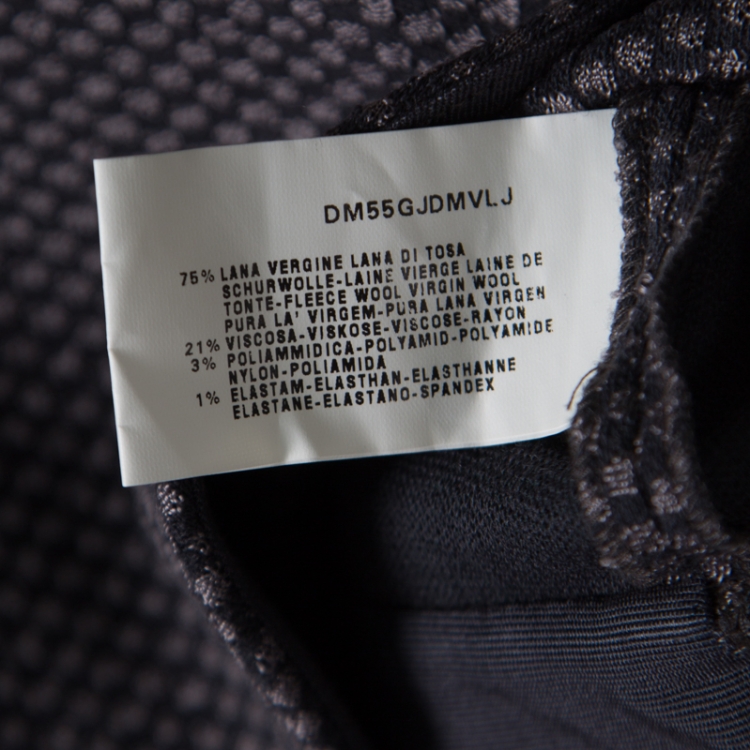 DM55GJDMVLJ
75% LANA VERGINE LANA DI TOSA
SCHURWOLLE-LAINE VIERGE LAINE DE
TONTE-FLEECE WOOL VIRGIN WOOL
PURA LA' VIRGEM-PURA LANA VIRGEN
21% VISCOSA-VISKOSE-VISCOSE-RAYON
3% POLIAMMIDICA-POLYAMID-POLYAMIDE
NYLON-POLIAMIDA
1% ELASTAM-ELASTHAN-ELASTHANNE
ELASTANE-ELASTANO-SPANDEX